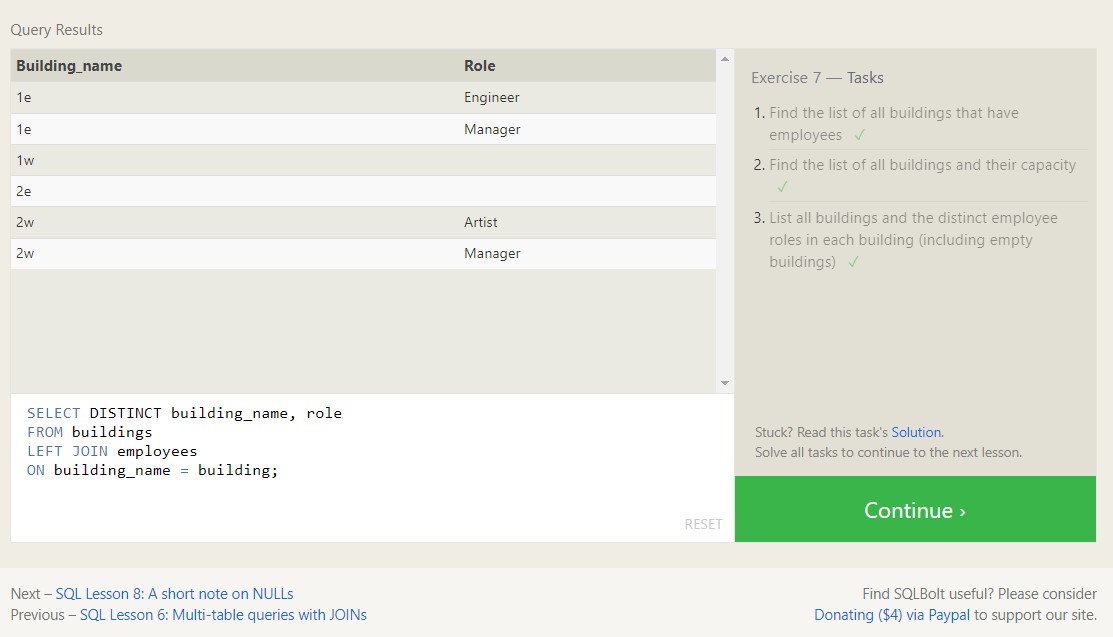 Query Results
Building_name Role
1e Engineer
1e Manager
1w
2e
2w Artist
2w Manager
SELECT DISTINCT building_name, role
FROM buildings
LEFT JOIN employees
ON building_name = building;
RESET
Exercise 7 — Tasks
1. Find the list of all buildings that have
employees ✓
2. Find the list of all buildings and their capacity
✓
3. List all buildings and the distinct employee
roles in each building (including empty
buildings) ✓
Stuck? Read this task's Solution.
Solve all tasks to continue to the next lesson.
Continue ›
Next – SQL Lesson 8: A short note on NULLs
Previous – SQL Lesson 6: Multi-table queries with JOINs
Find SQLBolt useful? Please consider
Donating ($4) via Paypal to support our site.